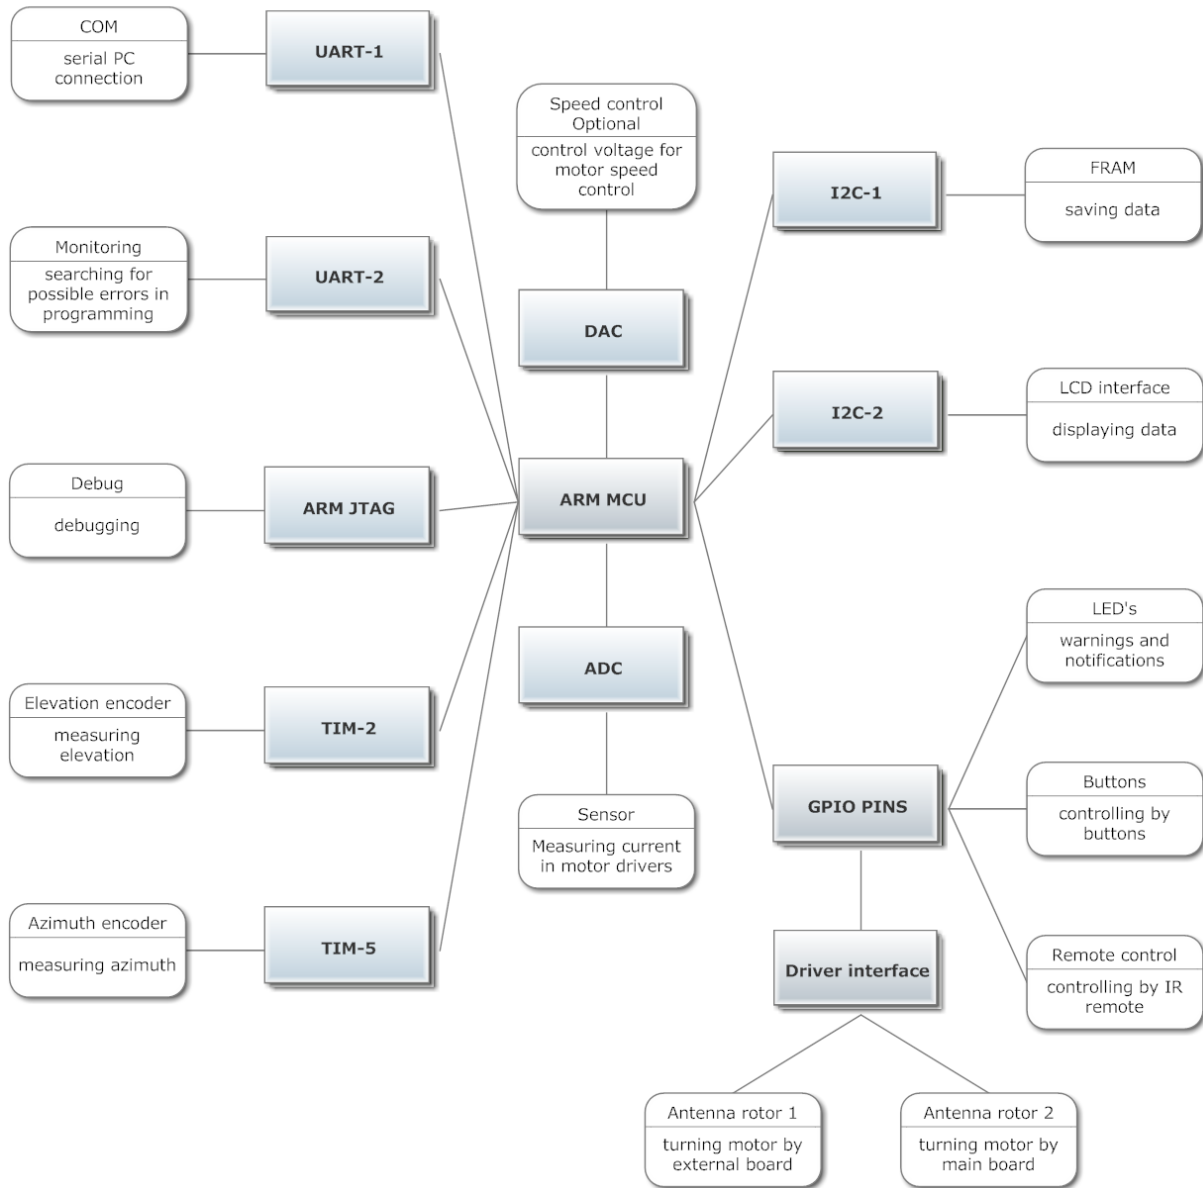 COM
serial PC
connection
UART-1
Speed control
Optional
control voltage for
motor speed
control
I2C-1
FRAM
saving data
Monitoring
searching for
possible errors in
programming
UART-2
DAC
I2C-2
LCD interface
displaying data
Debug
debugging
ARM JTAG
ARM MCU
LED's
warnings and
notifications
ADC
Elevation encoder
measuring
elevation
TIM-2
Sensor
Measuring current
in motor drivers
GPIO PINS
Buttons
controlling by
buttons
Azimuth encoder
measuring azimuth
TIM-5
Driver interface
Remote control
controlling by IR
remote
Antenna rotor 1
turning motor by
external board
Antenna rotor 2
turning motor by
main board